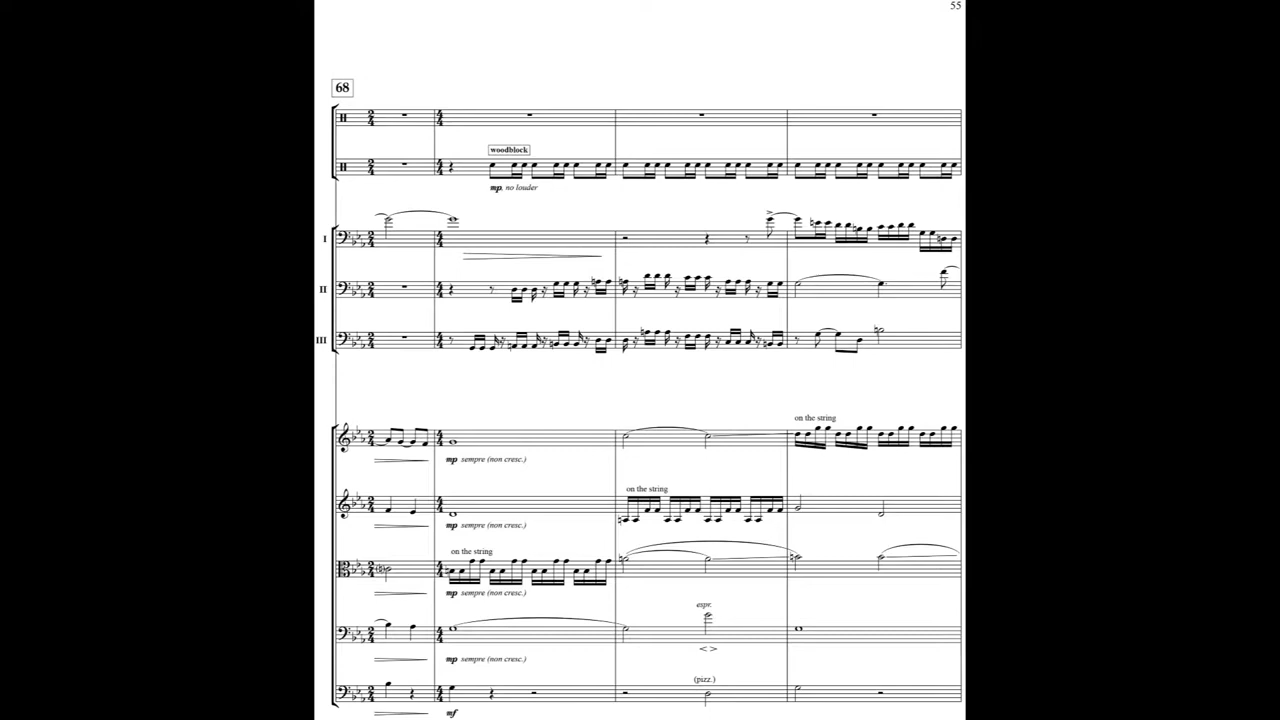 55
68
woodblock
mp, no louder
I
II
III
on the string
mp sempre (non cresc.)
on the string
mp sempre (non cresc.)
on the string
mp sempre (non cresc.)
espr.
mp sempre (non cresc.)
(pizz.)
mf